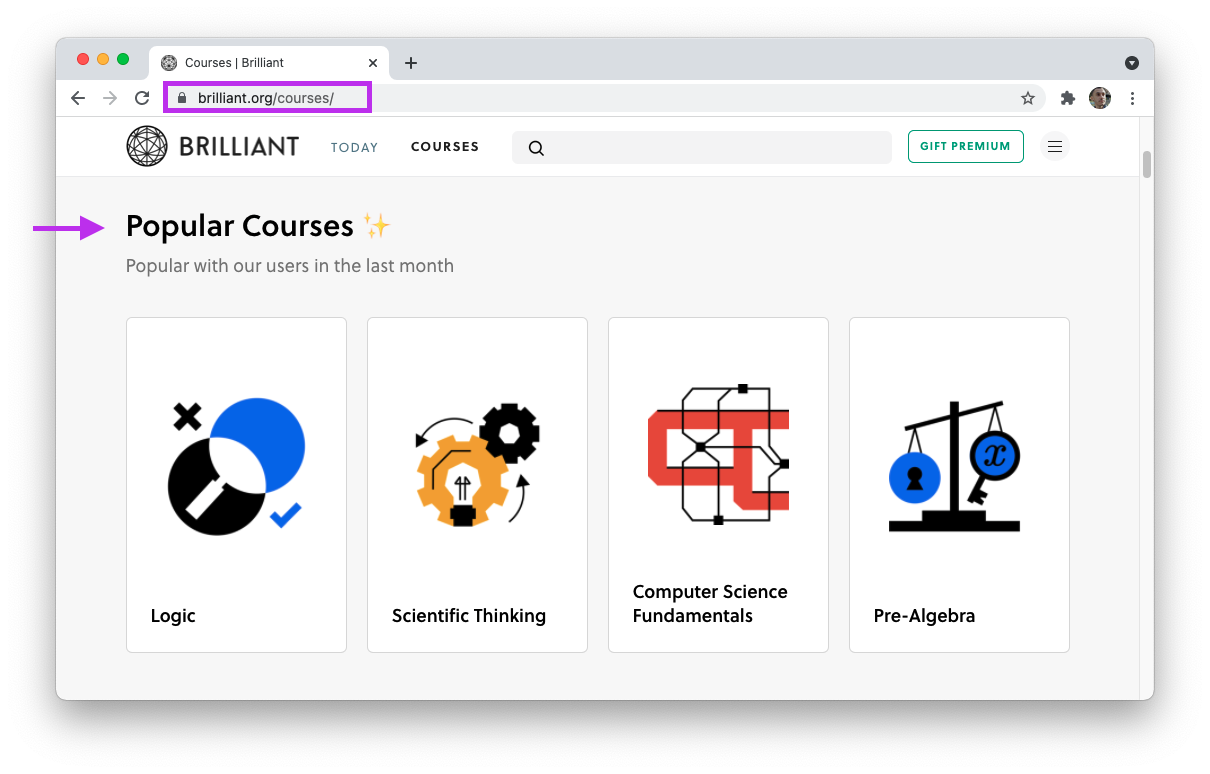 Courses | Brilliant
brilliant.org/courses/
BRILLIANT
TODAY
COURSES
GIFT PREMIUM
Popular Courses ✨
Popular with our users in the last month
x
Logic
Scientific Thinking
Computer Science
Fundamentals
Pre-Algebra